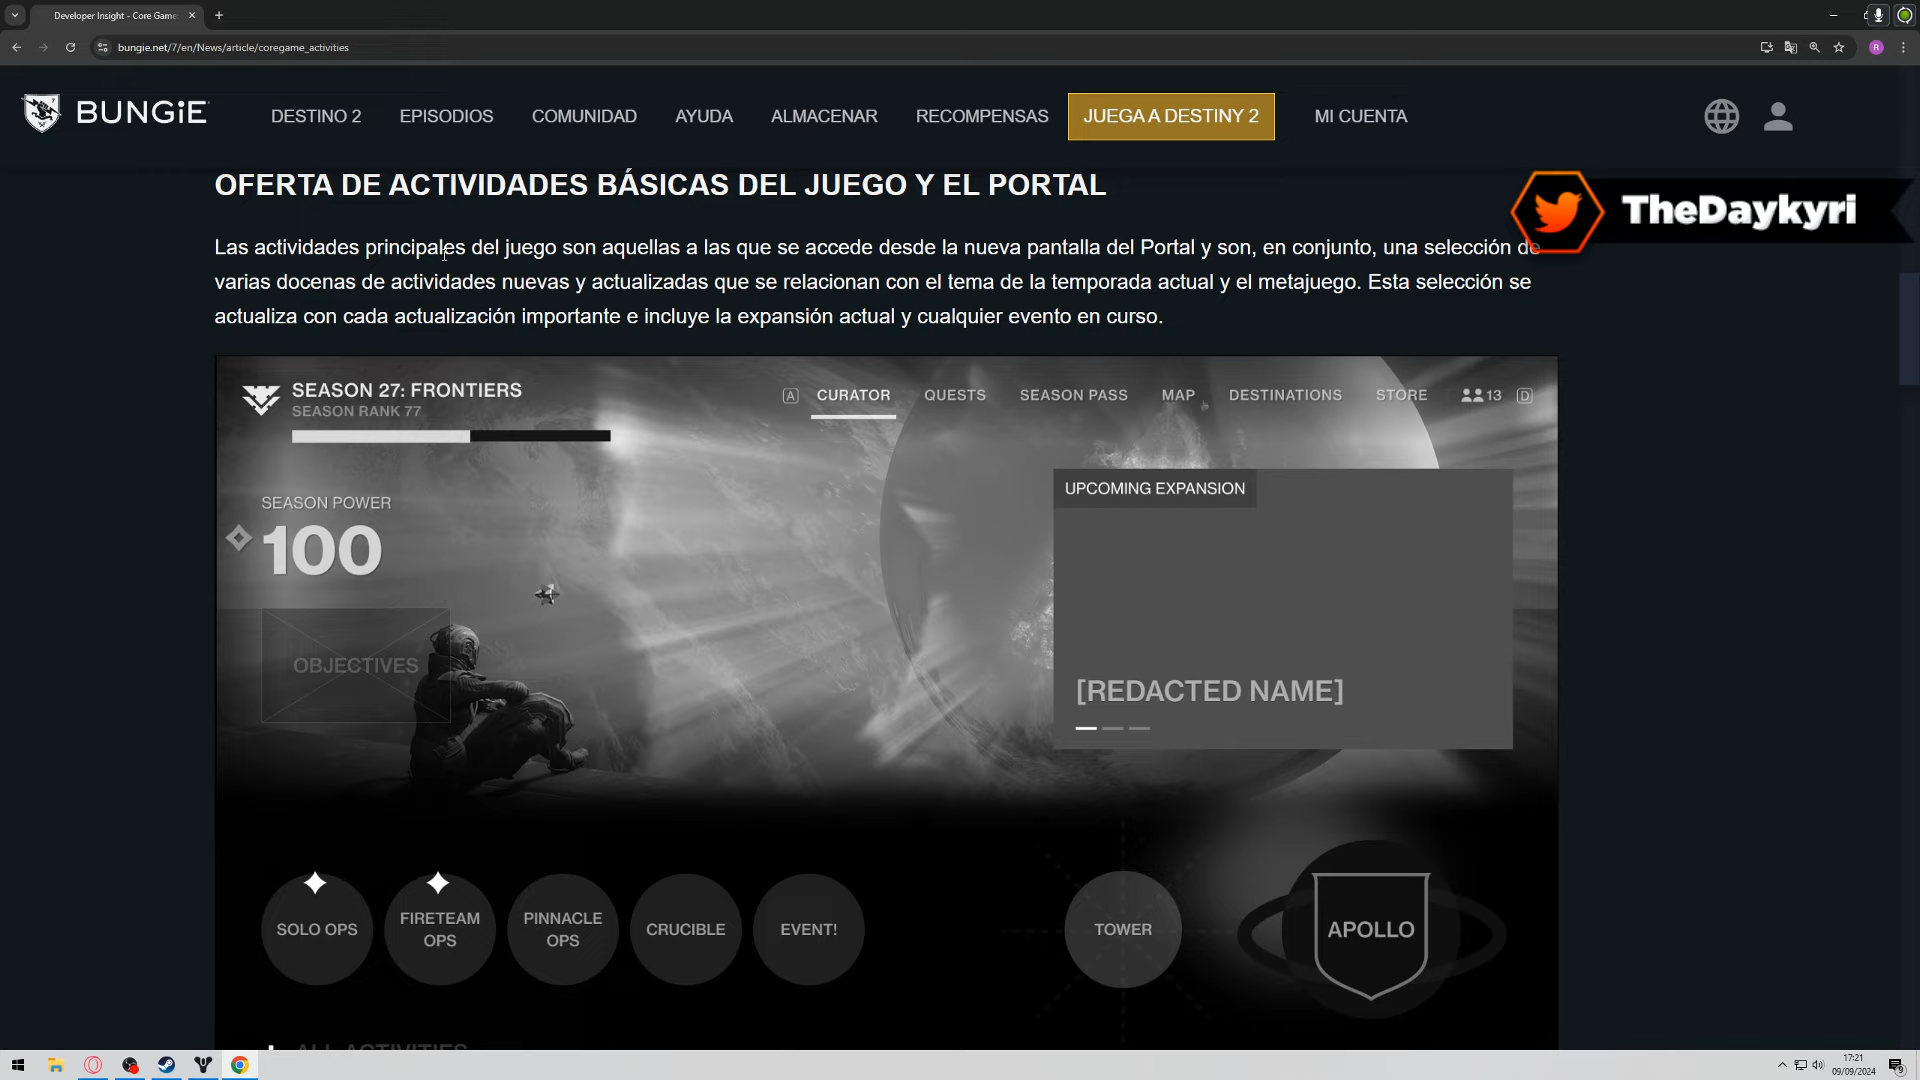 Developer Insight - Core Game
bungie.net/7/en/News/article/coregame_activities
R
BUNGiE
DESTINO 2
EPISODIOS
COMUNIDAD
AYUDA
ALMACENAR
RECOMPENSAS
JUEGA A DESTINY 2
MI CUENTA
OFERTA DE ACTIVIDADES BÁSICAS DEL JUEGO Y EL PORTAL
TheDaykyri
Las actividades principales del juego son aquellas a las que se accede desde la nueva pantalla del Portal y son, en conjunto, una selección de
varias docenas de actividades nuevas y actualizadas que se relacionan con el tema de la temporada actual y el metajuego. Esta selección se
actualiza con cada actualización importante e incluye la expansión actual y cualquier evento en curso.
SEASON 27: FRONTIERS
SEASON RANK 77
A
CURATOR
QUESTS
SEASON PASS
MAP
DESTINATIONS
STORE
13
D
SEASON POWER
100
UPCOMING EXPANSION
[REDACTED NAME]
OBJECTIVES
SOLO OPS
FIRETEAM
OPS
PINNACLE
OPS
CRUCIBLE
EVENT!
TOWER
APOLLO
ALL ACTIVITIES
17:21
09/09/2024